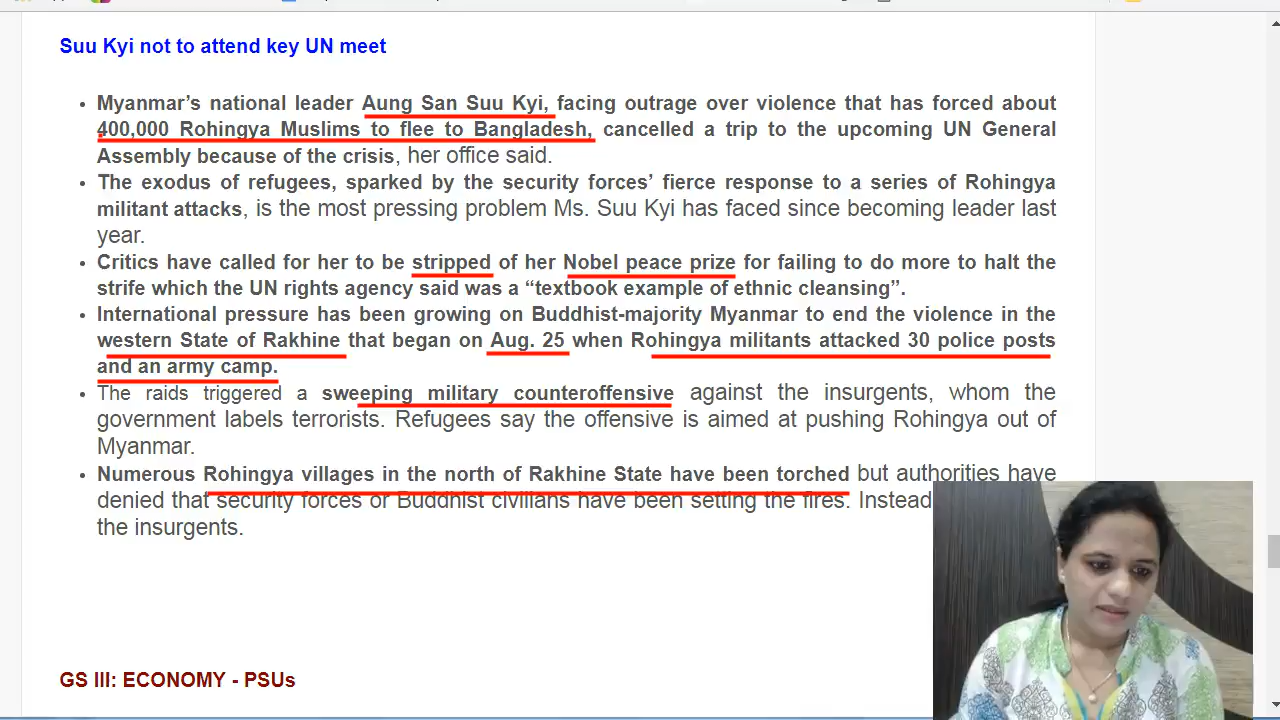 Suu Kyi not to attend key UN meet
• Myanmar’s national leader Aung San Suu Kyi, facing outrage over violence that has forced about
400,000 Rohingya Muslims to flee to Bangladesh, cancelled a trip to the upcoming UN General
Assembly because of the crisis, her office said.
• The exodus of refugees, sparked by the security forces’ fierce response to a series of Rohingya
militant attacks, is the most pressing problem Ms. Suu Kyi has faced since becoming leader last
year.
• Critics have called for her to be stripped of her Nobel peace prize for failing to do more to halt the
strife which the UN rights agency said was a “textbook example of ethnic cleansing”.
• International pressure has been growing on Buddhist-majority Myanmar to end the violence in the
western State of Rakhine that began on Aug. 25 when Rohingya militants attacked 30 police posts
and an army camp.
• The raids triggered a sweeping military counteroffensive against the insurgents, whom the
government labels terrorists. Refugees say the offensive is aimed at pushing Rohingya out of
Myanmar.
• Numerous Rohingya villages in the north of Rakhine State have been torched but authorities have
denied that security forces or Buddhist civilians have been setting the fires. Instead
the insurgents.
GS III: ECONOMY - PSUs